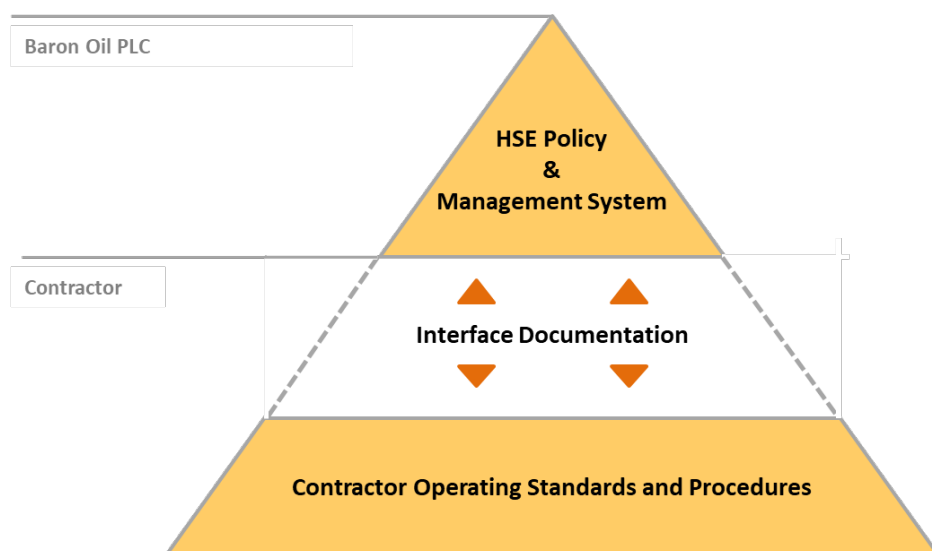 Baron Oil PLC
HSE Policy
&
Management System
Contractor
Interface Documentation
Contractor Operating Standards and Procedures